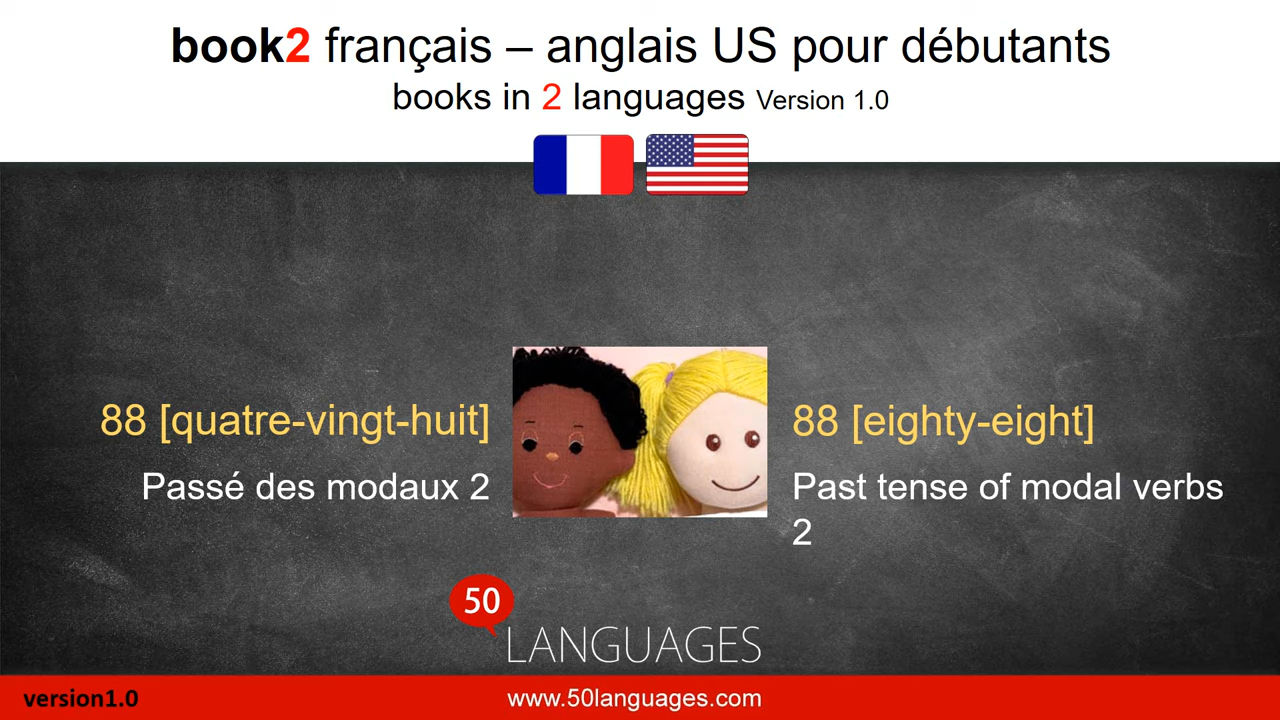 book2 français – anglais US pour débutants
books in 2 languages Version 1.0
88 [quatre-vingt-huit]
Passé des modaux 2
88 [eighty-eight]
Past tense of modal verbs
2
50
LANGUAGES
version1.0
www.50languages.com